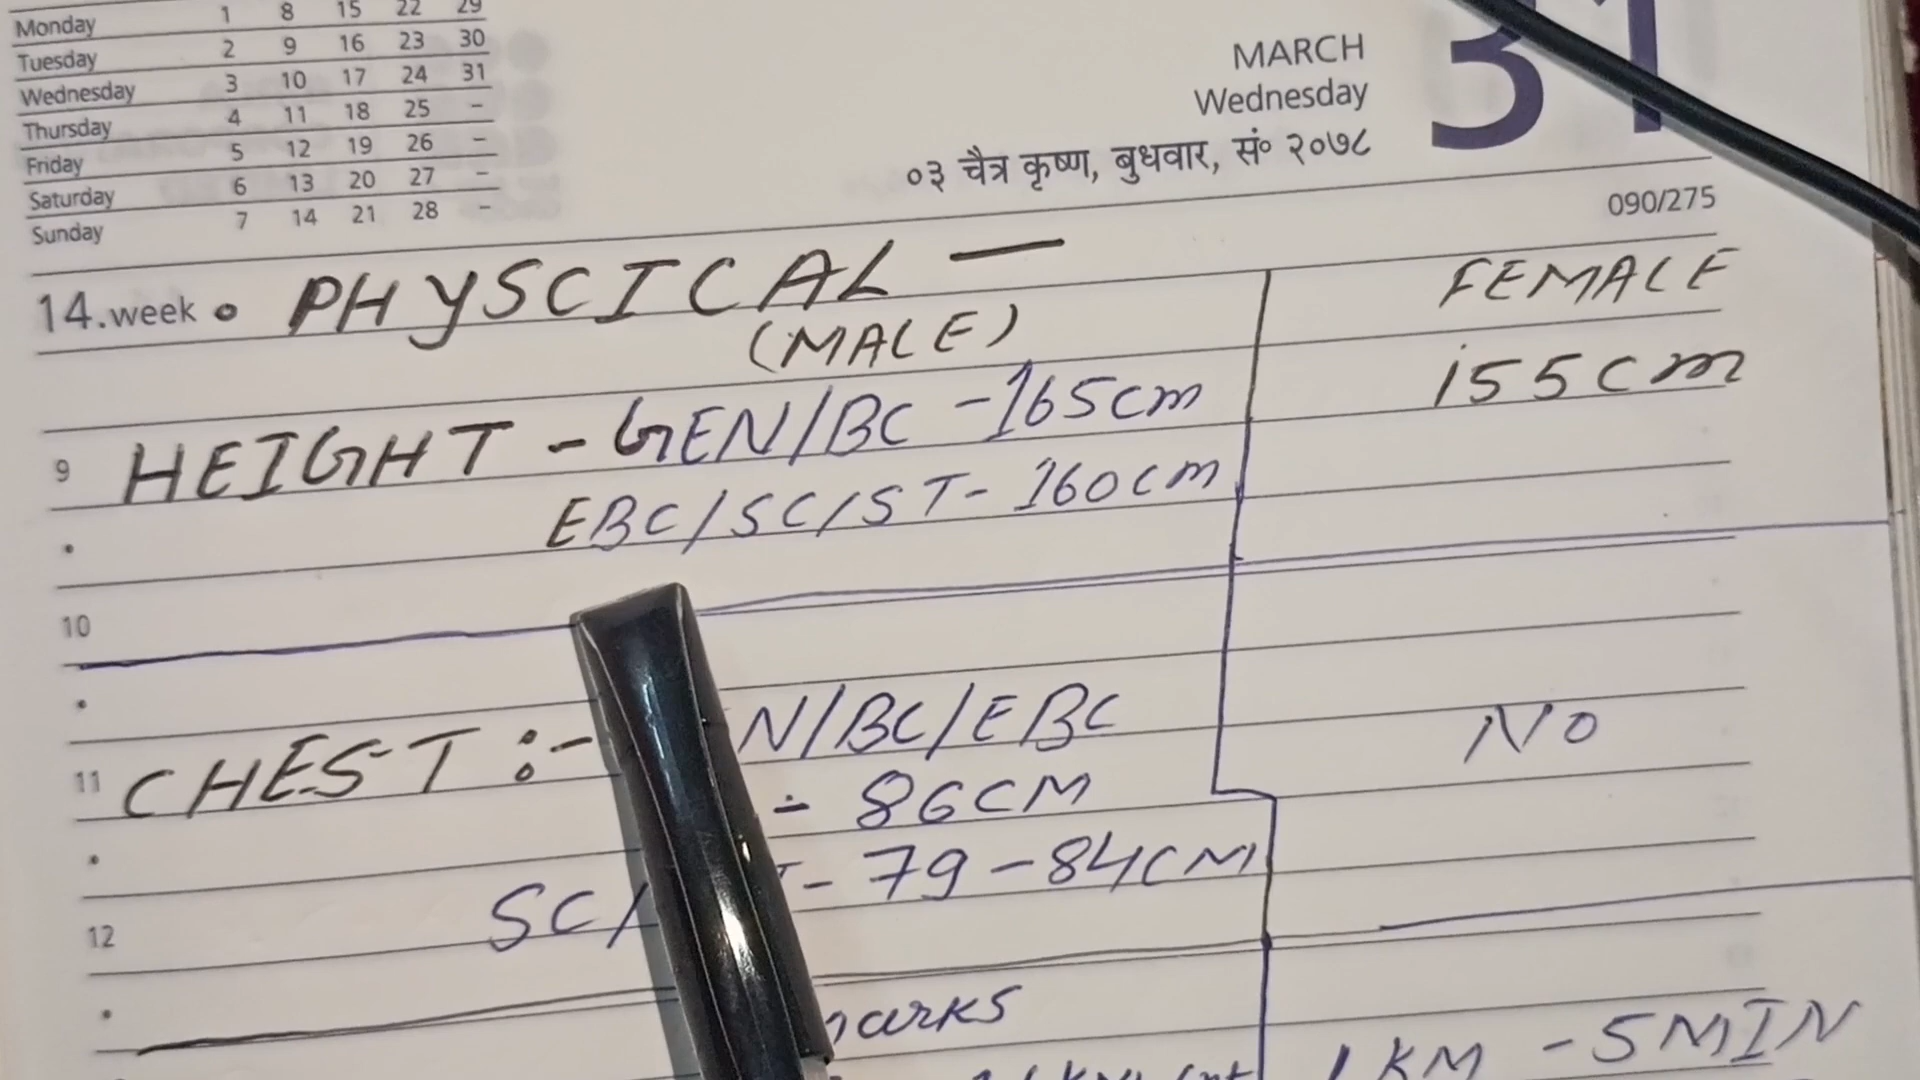 Monday 1 8 15 22 29
Tuesday 2 9 16 23 30
Wednesday 3 10 17 24 31
Thursday 4 11 18 25 -
Friday 5 12 19 26 -
Saturday 6 13 20 27 -
Sunday 7 14 21 28 -
MARCH 31
Wednesday
०३ चैत्र कृष्ण, बुधवार, सं० २०७८
090/275
14.week • PHYSCICAL —
(MALE)
FEMALE
9 HEIGHT - GEN/BC - 165cm
155cm
EBC/SC/ST - 160cm
10
11 CHEST :- N/BC/EBC
NO
- 86CM
12 SC/ - 79-84CM
1 KM - 5MIN